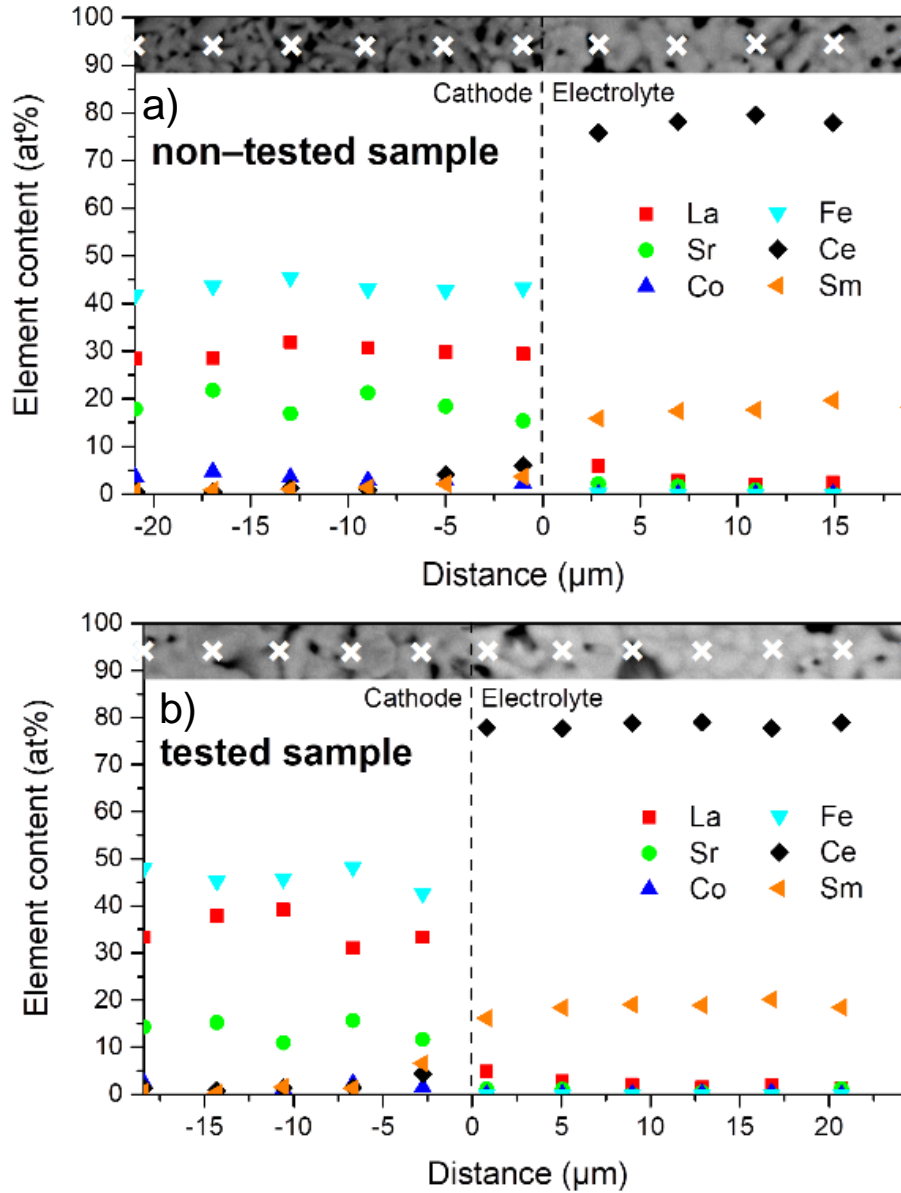 100
90
80
70
60
50
40
30
20
10
0
Element content (at%)
a)
Cathode
Electrolyte
non–tested sample
La
Fe
Sr
Ce
Co
Sm
-20
-15
-10
-5
0
5
10
15
Distance (µm)
100
90
80
70
60
50
40
30
20
10
0
Element content (at%)
b)
Cathode
Electrolyte
tested sample
La
Fe
Sr
Ce
Co
Sm
-15
-10
-5
0
5
10
15
20
Distance (µm)